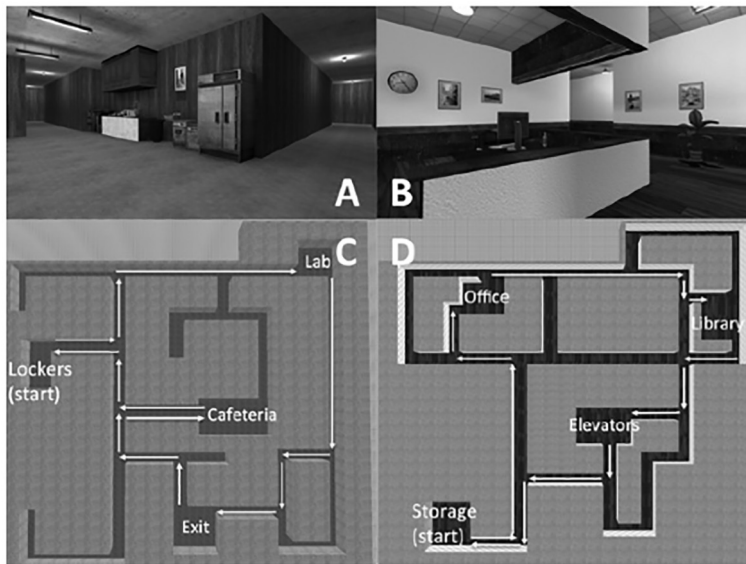 A
B
C
Lab
Lockers
(start)
Cafeteria
Exit
D
Office
Library
Elevators
Storage
(start)